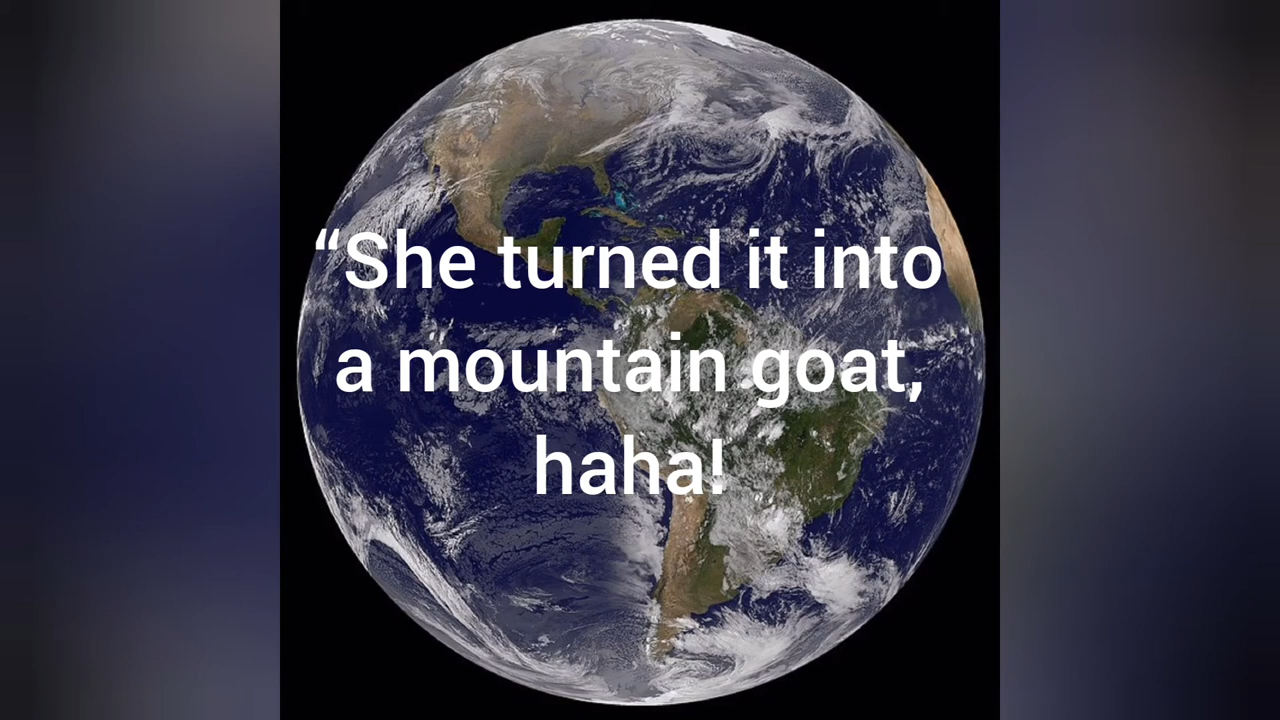 “She turned it into
a mountain goat,
haha!